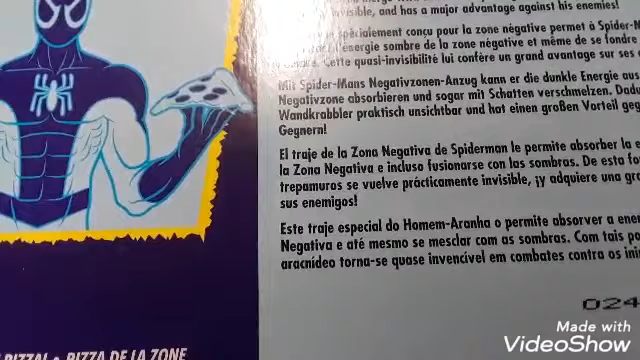 nvisible, and has a major advantage against his enemies!
spécialement conçu pour la zone négative permet à Spider-M
l'énergie sombre de la zone négative et même de se fondre
Cette quasi-invisibilité lui confère un grand avantage sur ses
Mit Spider-Mans Negativzonen-Anzug kann er die dunkle Energie aus
Negativzone absorbieren und sogar mit Schatten verschmelzen. Dad
Wandkrabbler praktisch unsichtbar und hat einen großen Vorteil geg
Gegnern!
El traje de la Zona Negativa de Spiderman le permite absorber la e
la Zona Negativa e incluso fusionarse con las sombras. De esta fo
trepamuros se vuelve prácticamente invisible, ¡y adquiere una gra
sus enemigos!
Este traje especial do Homem-Aranha o permite absorver a ene
Negativa e até mesmo se mesclar com as sombras. Com tais po
aracnídeo torna-se quase invencível em combates contra os ini
024
PIZZA! • PIZZA DE LA ZONE
Made with
VideoShow